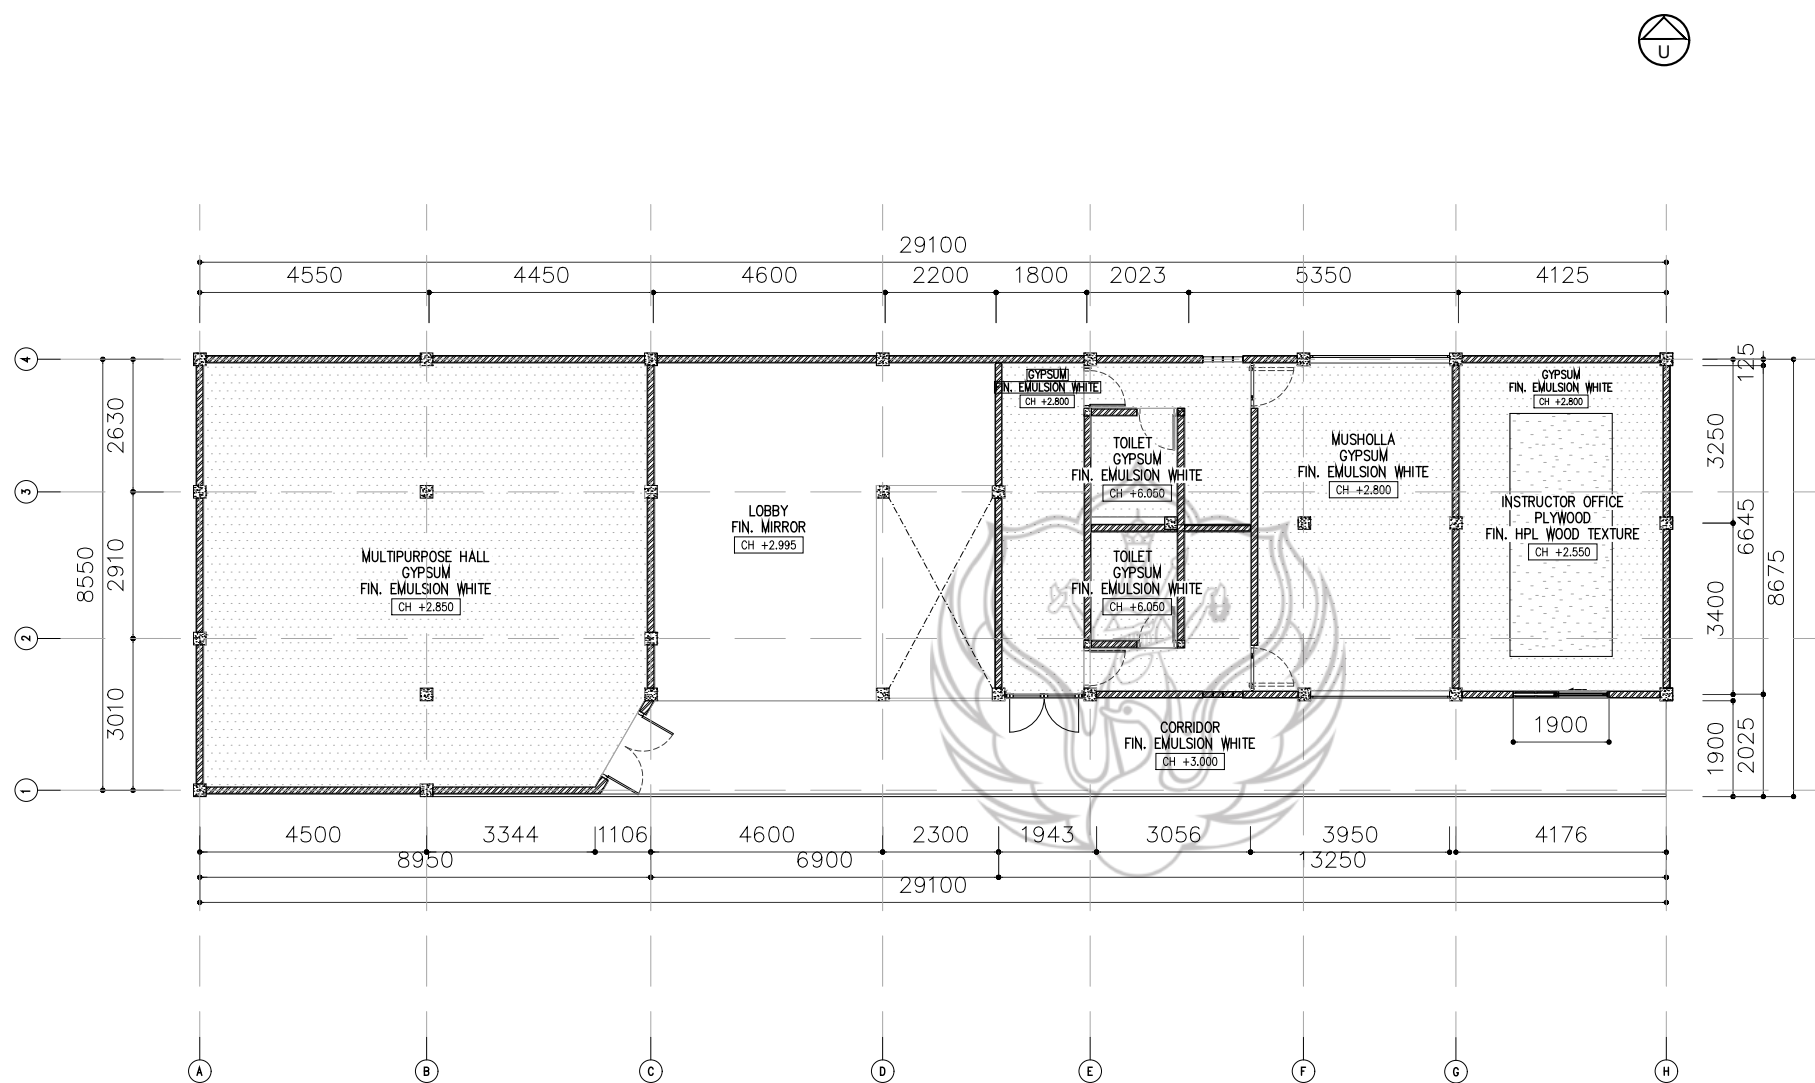 U
29100
4550 4450 4600 2200 1800 2023 5350 4125
4
3
2
1
8550
2630
2910
3010
125
3250
6645
3400
8675
1900
2025
GYPSUM
FIN. EMULSION WHITE
CH +2.800
GYPSUM
FIN. EMULSION WHITE
CH +2.800
TOILET
GYPSUM
FIN. EMULSION WHITE
CH +6.050
MUSHOLLA
GYPSUM
FIN. EMULSION WHITE
CH +2.800
LOBBY
FIN. MIRROR
CH +2.995
INSTRUCTOR OFFICE
PLYWOOD
FIN. HPL WOOD TEXTURE
CH +2.550
MULTIPURPOSE HALL
GYPSUM
FIN. EMULSION WHITE
CH +2.850
TOILET
GYPSUM
FIN. EMULSION WHITE
CH +6.050
CORRIDOR
FIN. EMULSION WHITE
CH +3.000
1900
4500 3344 1106 4600 2300 1943 3056 3950 4176
8950 6900 13250
29100
A B C D E F G H